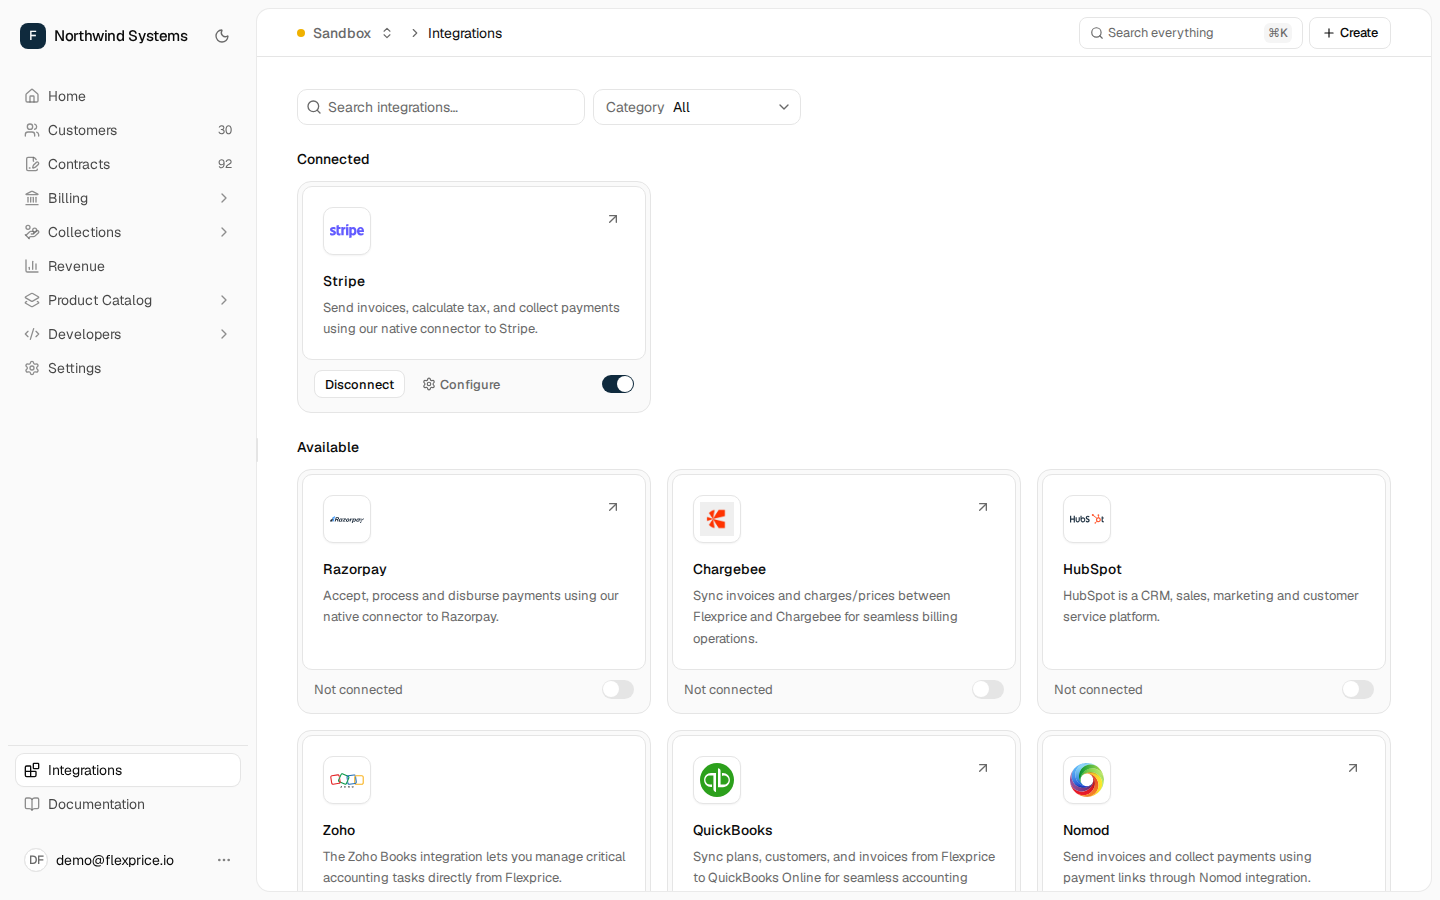 F
Northwind Systems
Home
Customers
30
Contracts
92
Billing
Collections
Revenue
Product Catalog
Developers
Settings
Integrations
Documentation
DF
demo@flexprice.io
Sandbox
Integrations
Search everything
⌘K
Create
Search integrations...
Category
All
Connected
stripe
Stripe
Send invoices, calculate tax, and collect payments
using our native connector to Stripe.
Disconnect
Configure
Available
Razorpay
Razorpay
Accept, process and disburse payments using our
native connector to Razorpay.
Not connected
Chargebee
Sync invoices and charges/prices between
Flexprice and Chargebee for seamless billing
operations.
Not connected
HubSpot
HubSpot
HubSpot is a CRM, sales, marketing and customer
service platform.
Not connected
Zoho
The Zoho Books integration lets you manage critical
accounting tasks directly from Flexprice.
qb
QuickBooks
Sync plans, customers, and invoices from Flexprice
to QuickBooks Online for seamless accounting
Nomod
Send invoices and collect payments using
payment links through Nomod integration.